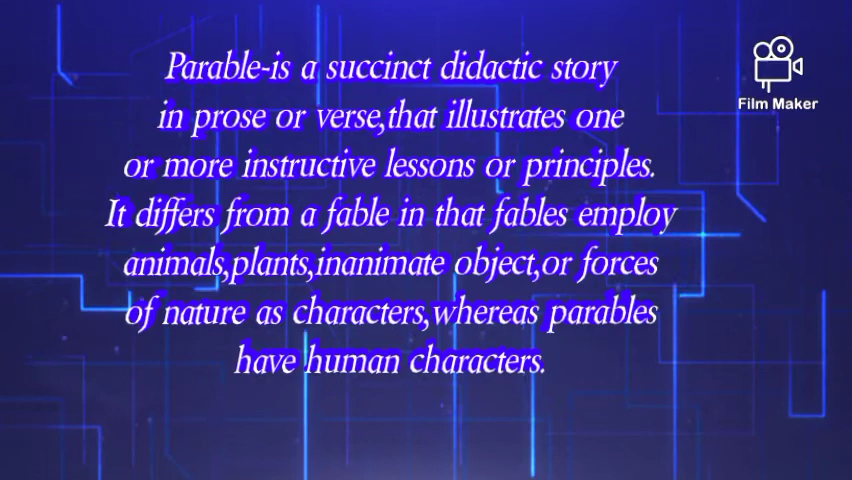 Parable-is a succinct didactic story
in prose or verse,that illustrates one
or more instructive lessons or principles.
It differs from a fable in that fables employ
animals,plants,inanimate object,or forces
of nature as characters,whereas parables
have human characters.
Film Maker